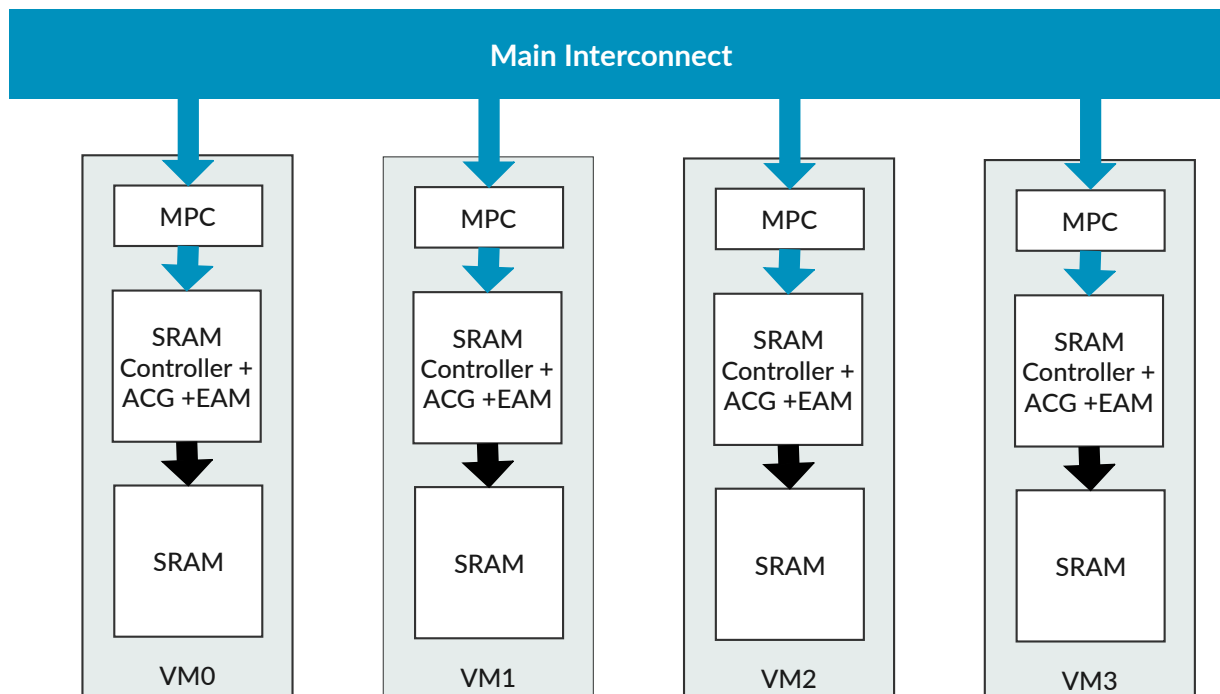 Main Interconnect
MPC
SRAM
Controller +
ACG +EAM
SRAM
VM0
MPC
SRAM
Controller +
ACG +EAM
SRAM
VM1
MPC
SRAM
Controller +
ACG +EAM
SRAM
VM2
MPC
SRAM
Controller +
ACG +EAM
SRAM
VM3